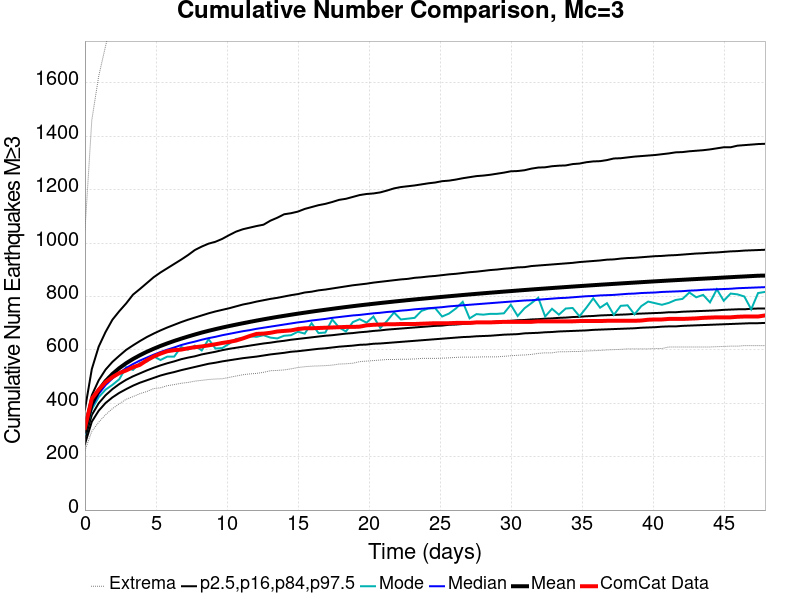 Cumulative Number Comparison, Mc=3
Cumulative Num Earthquakes M≥3
1600
1400
1200
1000
800
600
400
200
0
0 5 10 15 20 25 30 35 40 45
Time (days)
Extrema p2.5,p16,p84,p97.5 Mode Median Mean ComCat Data